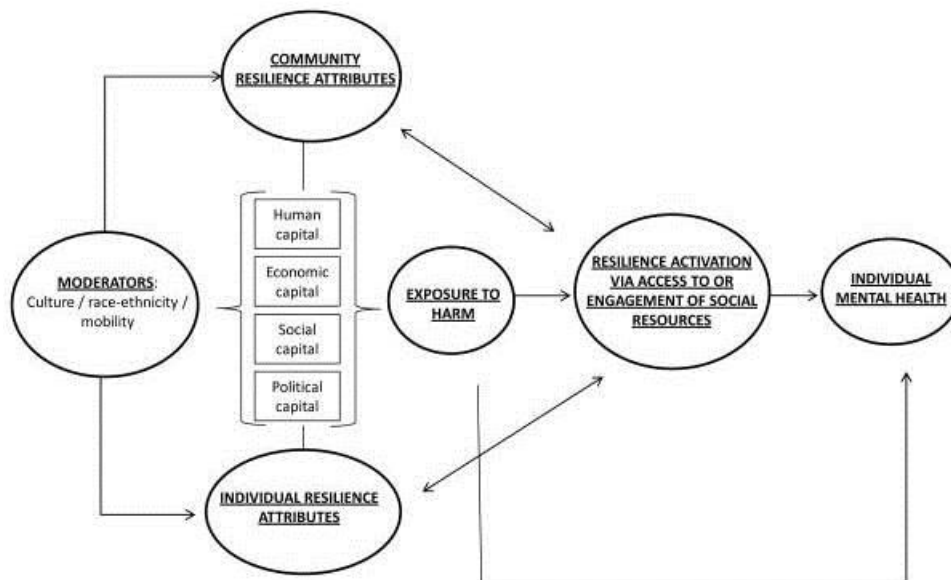 COMMUNITY
RESILIENCE ATTRIBUTES
MODERATORS:
Culture / race-ethnicity /
mobility
Human
capital
Economic
capital
Social
capital
Political
capital
EXPOSURE TO
HARM
RESILIENCE ACTIVATION
VIA ACCESS TO OR
ENGAGEMENT OF SOCIAL
RESOURCES
INDIVIDUAL
MENTAL HEALTH
INDIVIDUAL RESILIENCE
ATTRIBUTES